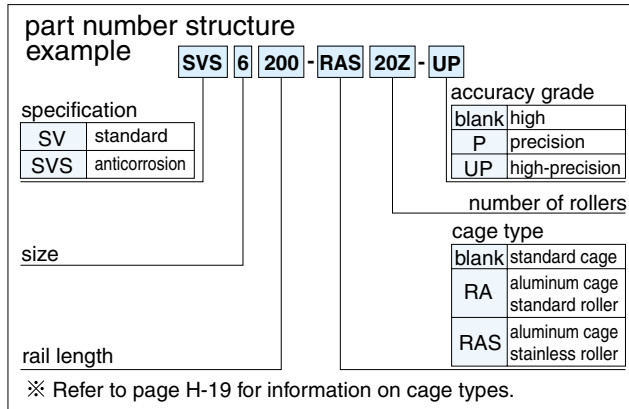 part number structure
example
SVS 6 200 - RAS 20Z - UP
specification
SV standard
SVS anticorrosion
size
rail length
accuracy grade
blank high
P precision
UP high-precision
number of rollers
cage type
blank standard cage
RA aluminum cage
standard roller
RAS aluminum cage
stainless roller
※ Refer to page H-19 for information on cage types.